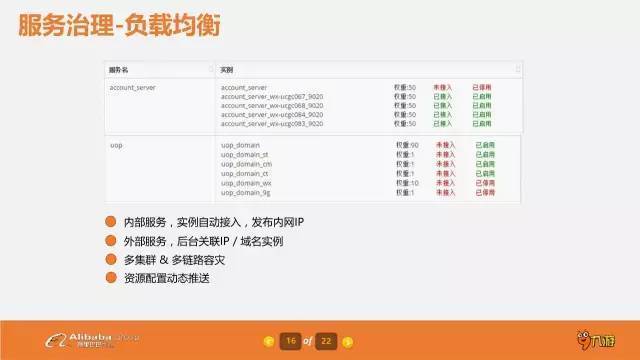 服务治理-负载均衡
服务名 实例
account_server account_server 权重:50 未接入 已停用
account_server_wx-ucgc067_9020 权重:50 已接入 已启用
account_server_wx-ucgc068_9020 权重:50 已接入 已启用
account_server_wx-ucgc084_9020 权重:50 已接入 已启用
account_server_wx-ucgc083_9020 权重:50 已接入 已启用
uop uop_domain 权重:90 未接入 已启用
uop_domain_st 权重:1 未接入 已启用
uop_domain_cm 权重:1 未接入 已启用
uop_domain_ct 权重:1 未接入 已启用
uop_domain_wx 权重:10 未接入 已停用
uop_domain_9g 权重:1 未接入 已停用
内部服务，实例自动接入，发布内网IP
外部服务，后台关联IP / 域名实例
多集群 & 多链路容灾
资源配置动态推送
Alibaba Group
阿里巴巴集团
16 of 22
九游